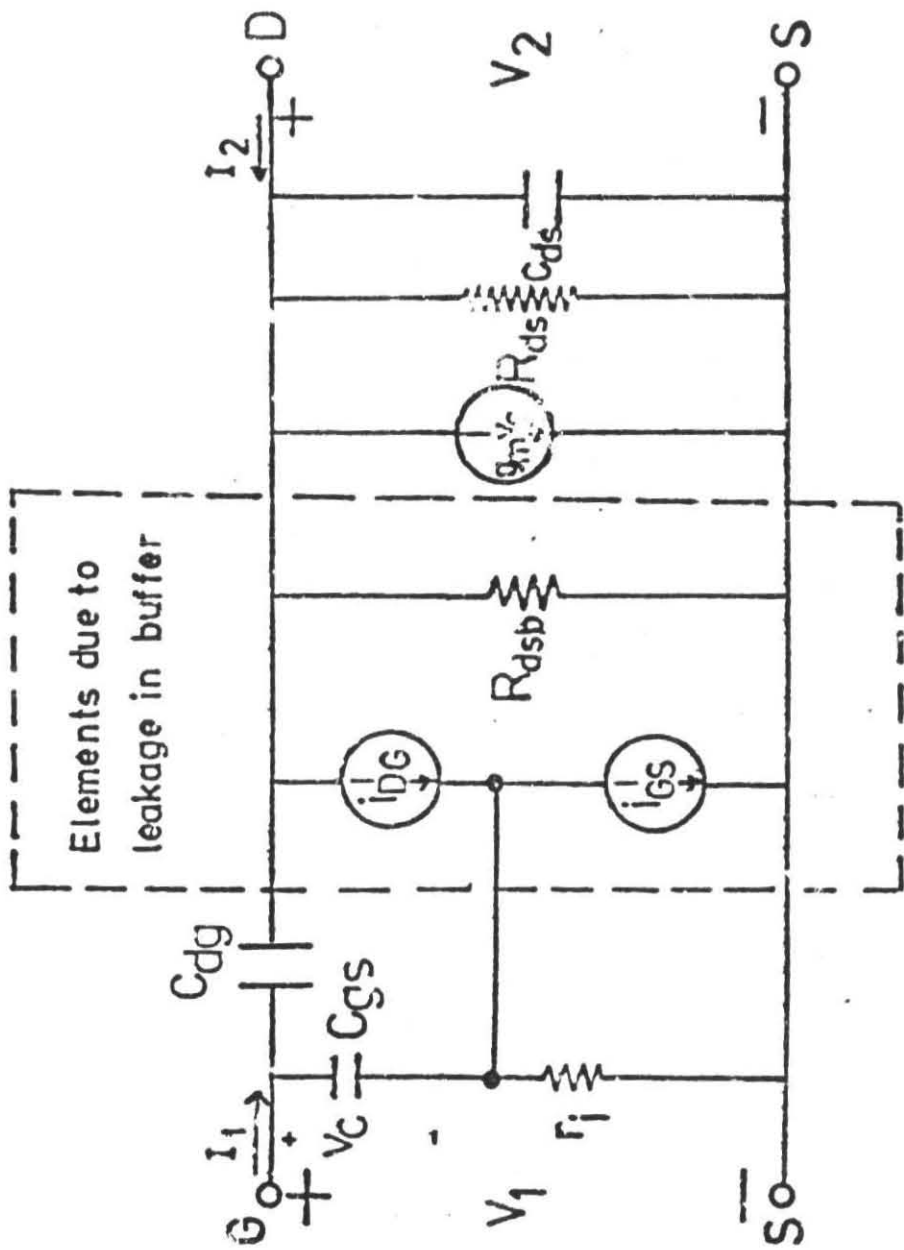 G
I1
+
+
Vc
-
Cgs
Cdg
V1
ri
-
S
Elements due to
leakage in buffer
iDG
iGS
Rdsb
gmVc
Rds
Cds
I2
D
+
V2
-
S